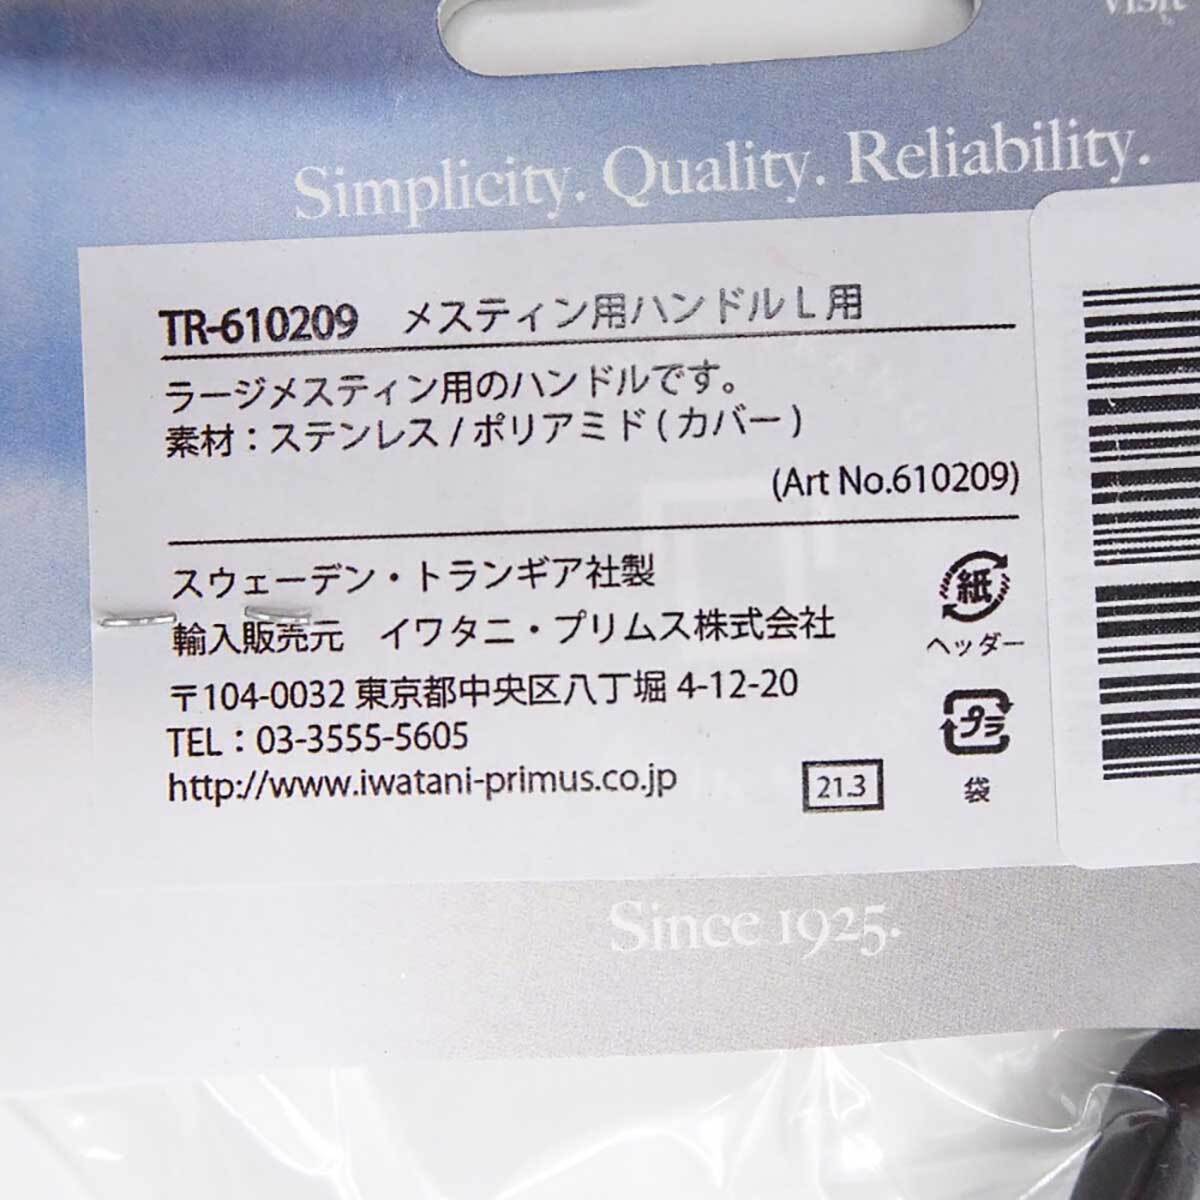 visit
Simplicity. Quality. Reliability.
TR-610209 メスティン用ハンドル L 用
ラージメスティン用のハンドルです。
素材：ステンレス / ポリアミド ( カバー )
(Art No.610209)
スウェーデン・トランギア社製
輸入販売元 イワタニ・プリムス株式会社
〒104-0032 東京都中央区八丁堀 4-12-20
TEL：03-3555-5605
http://www.iwatani-primus.co.jp
21.3
紙
ヘッダー
プラ
袋
Since 1925.